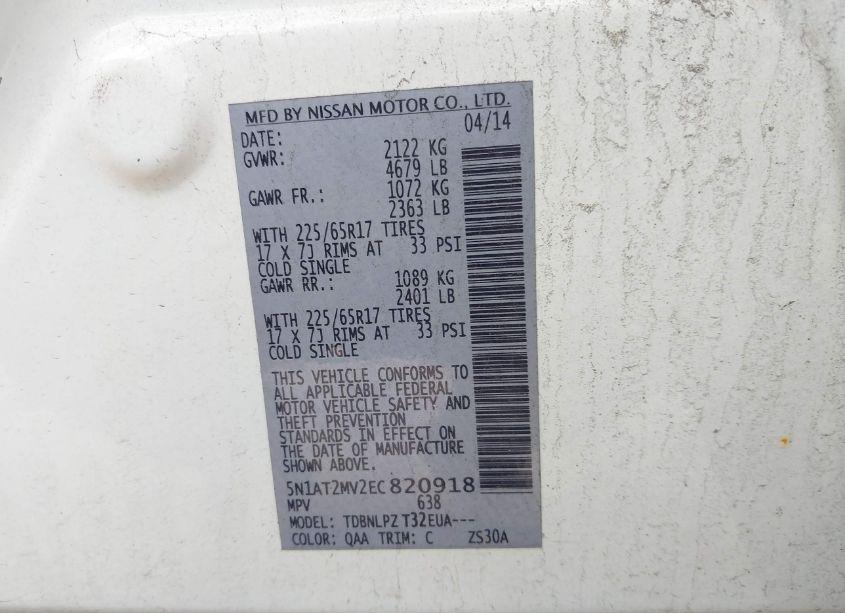 MFD BY NISSAN MOTOR CO., LTD.
DATE: 04/14
GVWR: 2122 KG
4679 LB
GAWR FR.: 1072 KG
2363 LB
WITH 225/65R17 TIRES
17 X 7J RIMS AT 33 PSI
COLD SINGLE
GAWR RR.: 1089 KG
2401 LB
WITH 225/65R17 TIRES
17 X 7J RIMS AT 33 PSI
COLD SINGLE
THIS VEHICLE CONFORMS TO
ALL APPLICABLE FEDERAL
MOTOR VEHICLE SAFETY AND
THEFT PREVENTION
STANDARDS IN EFFECT ON
THE DATE OF MANUFACTURE
SHOWN ABOVE.
5N1AT2MV2EC820918
MPV 638
MODEL: TDBNLPZ T32EUA---
COLOR: QAA TRIM: C ZS30A